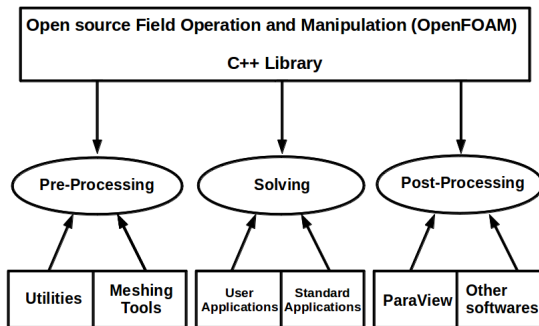 Open source Field Operation and Manipulation (OpenFOAM)
C++ Library
Pre-Processing
Solving
Post-Processing
Utilities
Meshing
Tools
User
Applications
Standard
Applications
ParaView
Other
softwares